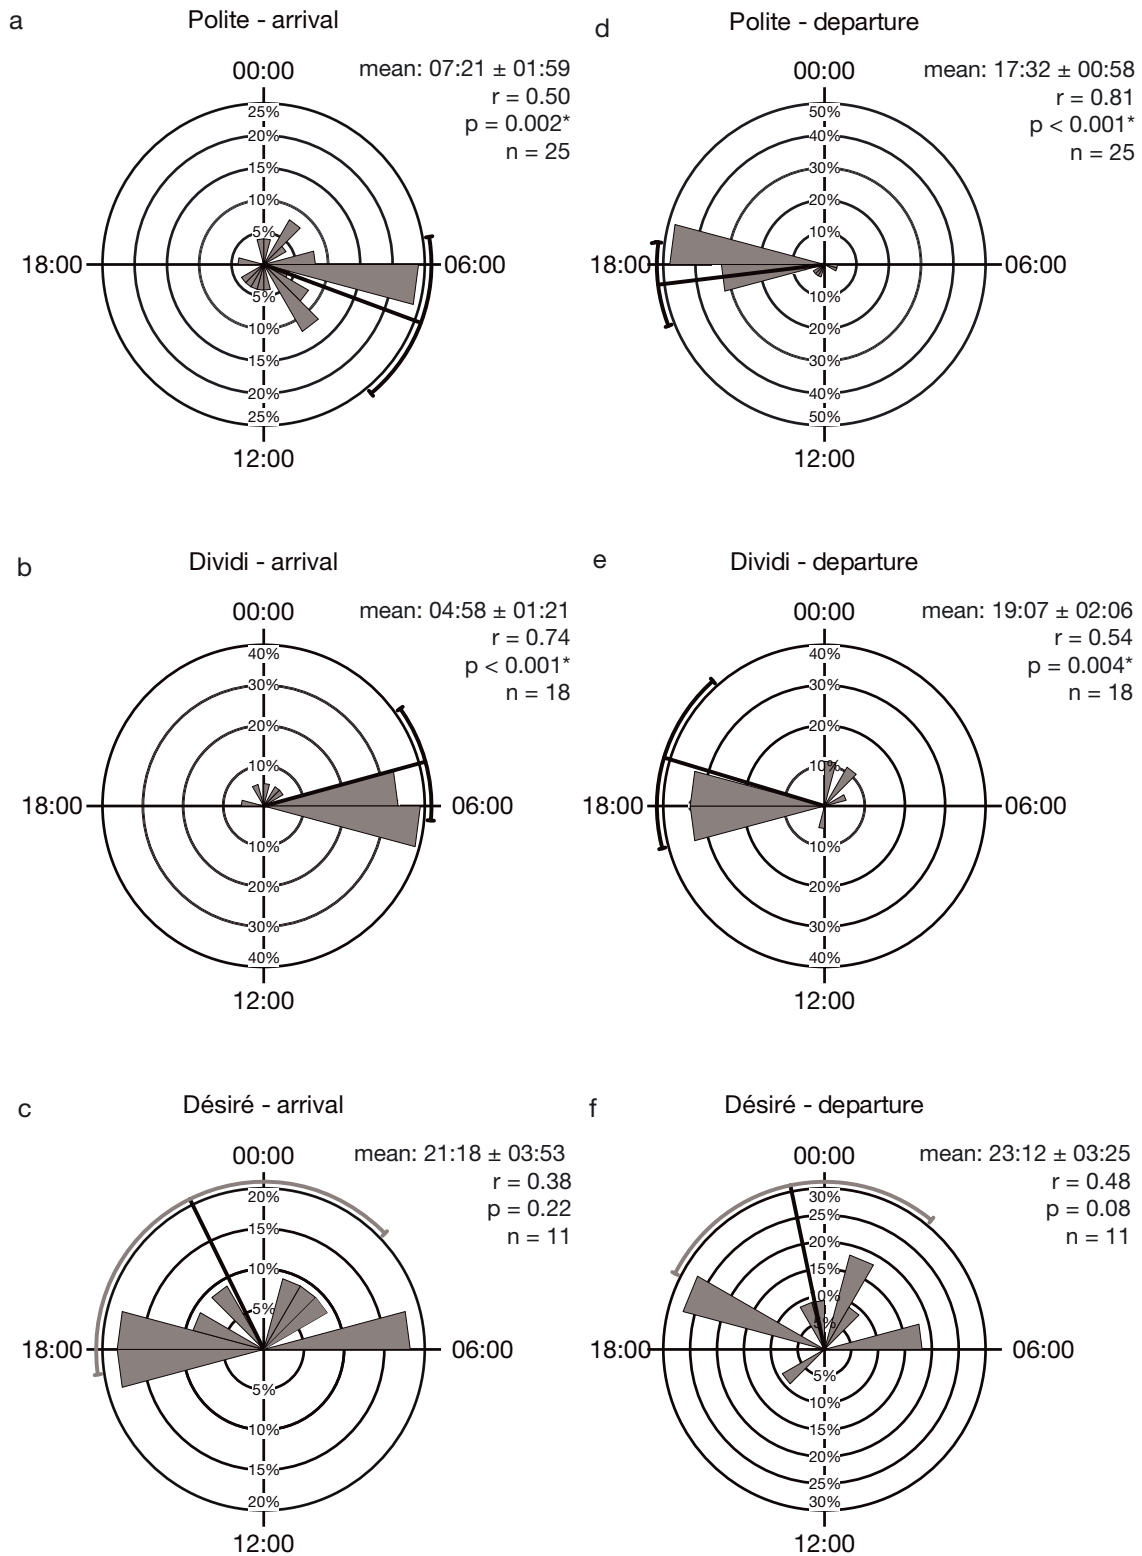 a
Polite - arrival
mean: 07:21 ± 01:59
r = 0.50
p = 0.002*
n = 25
00:00
25%
20%
15%
10%
5%
18:00
06:00
5%
10%
15%
20%
25%
12:00
d
Polite - departure
mean: 17:32 ± 00:58
r = 0.81
p < 0.001*
n = 25
00:00
50%
40%
30%
20%
10%
18:00
06:00
10%
20%
30%
40%
50%
12:00
b
Dividi - arrival
mean: 04:58 ± 01:21
r = 0.74
p < 0.001*
n = 18
00:00
40%
30%
20%
10%
18:00
06:00
10%
20%
30%
40%
12:00
e
Dividi - departure
mean: 19:07 ± 02:06
r = 0.54
p = 0.004*
n = 18
00:00
40%
30%
20%
10%
18:00
06:00
10%
20%
30%
40%
12:00
c
Désiré - arrival
mean: 21:18 ± 03:53
r = 0.38
p = 0.22
n = 11
00:00
20%
15%
10%
5%
18:00
06:00
5%
10%
15%
20%
12:00
f
Désiré - departure
mean: 23:12 ± 03:25
r = 0.48
p = 0.08
n = 11
00:00
30%
25%
20%
15%
0%
5%
18:00
06:00
5%
10%
15%
20%
25%
30%
12:00